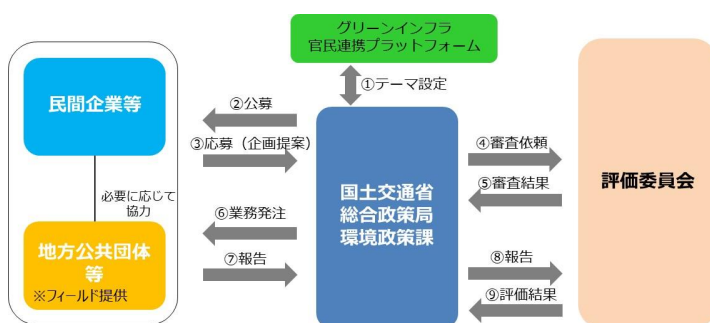 グリーンインフラ
官民連携プラットフォーム
①テーマ設定
民間企業等
②公募
③応募（企画提案）
必要に応じて
協力
地方公共団体
等
※フィールド提供
⑥業務発注
⑦報告
国土交通省
総合政策局
環境政策課
④審査依頼
⑤審査結果
⑧報告
⑨評価結果
評価委員会